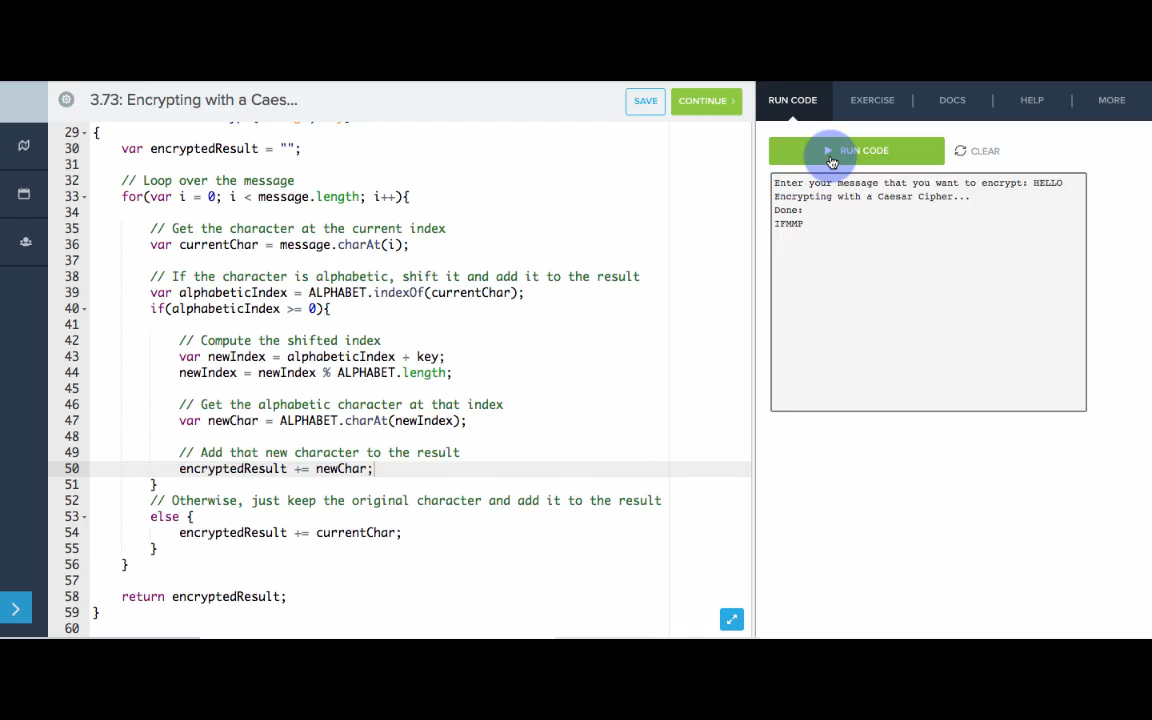 3.73: Encrypting with a Caes...
SAVE
CONTINUE ›
RUN CODE
EXERCISE
DOCS
HELP
MORE
RUN CODE
CLEAR
29 {
30 var encryptedResult = "";
31
32 // Loop over the message
33 for(var i = 0; i < message.length; i++){
34
35 // Get the character at the current index
36 var currentChar = message.charAt(i);
37
38 // If the character is alphabetic, shift it and add it to the result
39 var alphabeticIndex = ALPHABET.indexOf(currentChar);
40 if(alphabeticIndex >= 0){
41
42 // Compute the shifted index
43 var newIndex = alphabeticIndex + key;
44 newIndex = newIndex % ALPHABET.length;
45
46 // Get the alphabetic character at that index
47 var newChar = ALPHABET.charAt(newIndex);
48
49 // Add that new character to the result
50 encryptedResult += newChar;
51 }
52 // Otherwise, just keep the original character and add it to the result
53 else {
54 encryptedResult += currentChar;
55 }
56 }
57
58 return encryptedResult;
59 }
60
Enter your message that you want to encrypt: HELLO
Encrypting with a Caesar Cipher...
Done:
IFMMP